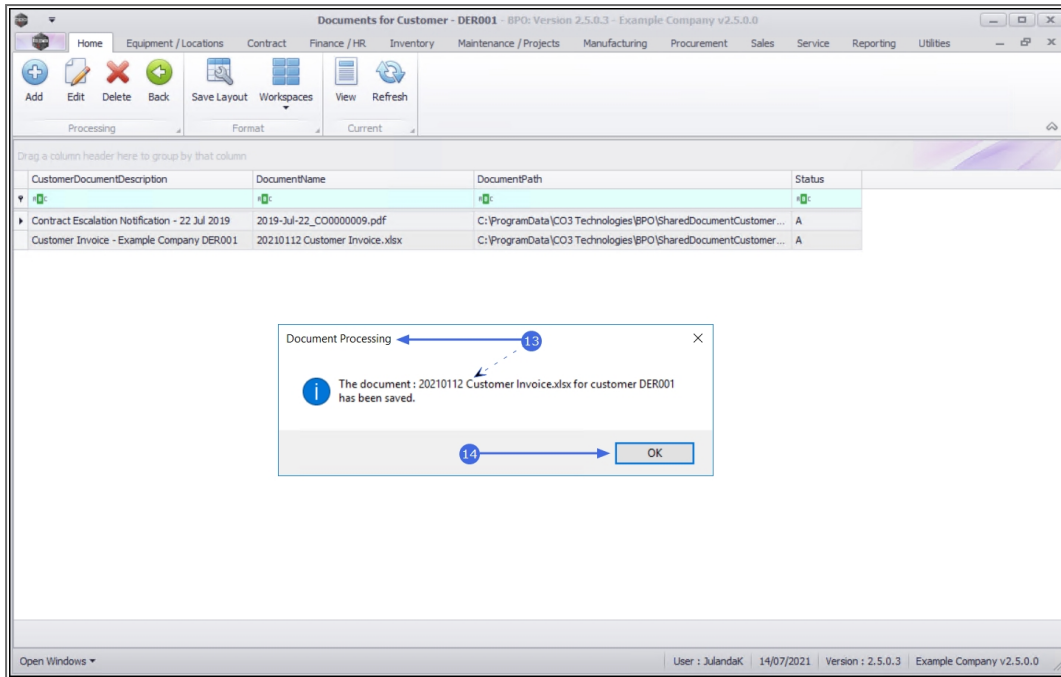 Documents for Customer - DER001 - BPO: Version 2.5.0.3 - Example Company v2.5.0.0
Home Equipment / Locations Contract Finance / HR Inventory Maintenance / Projects Manufacturing Procurement Sales Service Reporting Utilities
Add Edit Delete Back Save Layout Workspaces View Refresh
Processing Format Current
Drag a column header here to group by that column
CustomerDocumentDescription DocumentName DocumentPath Status
Contract Escalation Notification - 22 Jul 2019 2019-Jul-22_CO0000009.pdf C:\ProgramData\CO3 Technologies\BPO\SharedDocumentCustomer... A
Customer Invoice - Example Company DER001 20210112 Customer Invoice.xlsx C:\ProgramData\CO3 Technologies\BPO\SharedDocumentCustomer... A
Document Processing 13
The document : 20210112 Customer Invoice.xlsx for customer DER001
has been saved.
14 OK
Open Windows User : JulandaK 14/07/2021 Version : 2.5.0.3 Example Company v2.5.0.0